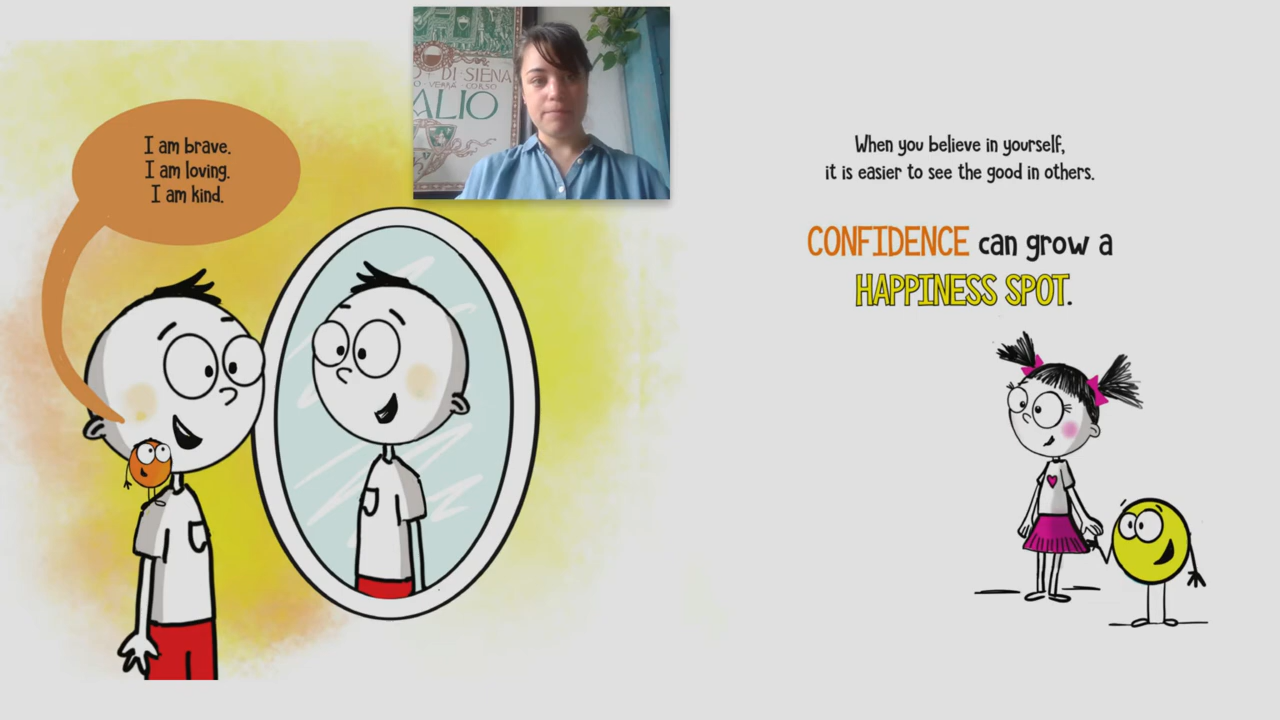 I am brave.
I am loving.
I am kind.
DI SIENA
CORSO
ALIO
When you believe in yourself,
it is easier to see the good in others.
CONFIDENCE can grow a
HAPPINESS SPOT.